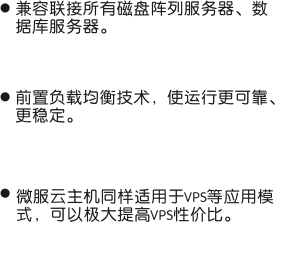 ● 兼容联接所有磁盘阵列服务器、数
据库服务器。
● 前置负载均衡技术，使运行更可靠、
更稳定。
● 微服云主机同样适用于VPS等应用模
式，可以极大提高VPS性价比。